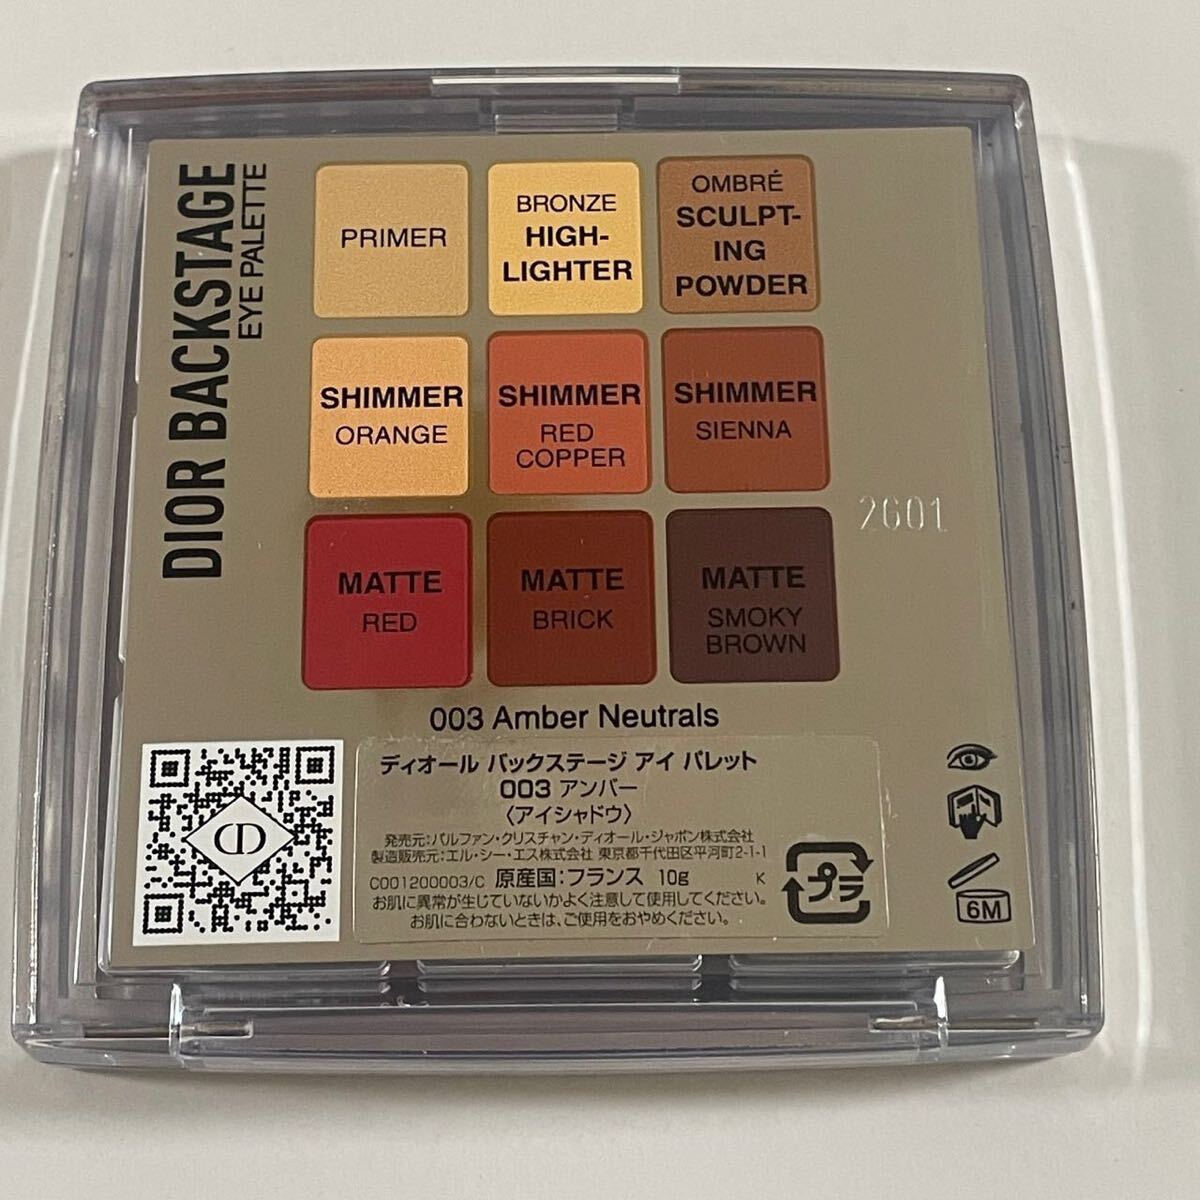 DIOR BACKSTAGE
EYE PALETTE
PRIMER
BRONZE
HIGH-
LIGHTER
OMBRÉ
SCULPT-
ING
POWDER
SHIMMER
ORANGE
SHIMMER
RED
COPPER
SHIMMER
SIENNA
MATTE
RED
MATTE
BRICK
MATTE
SMOKY
BROWN
2G01
003 Amber Neutrals
CD
ディオール バックステージ アイ パレット
003 アンバー
〈アイシャドウ〉
発売元:パルファン・クリスチャン・ディオール・ジャポン株式会社
製造販売元:エル・シー・エス株式会社 東京都千代田区平河町2-1-1
C001200003/C 原産国:フランス 10g K
お肌に異常が生じていないかよく注意して使用してください。
お肌に合わないときは、ご使用をおやめください。
プラ
6M